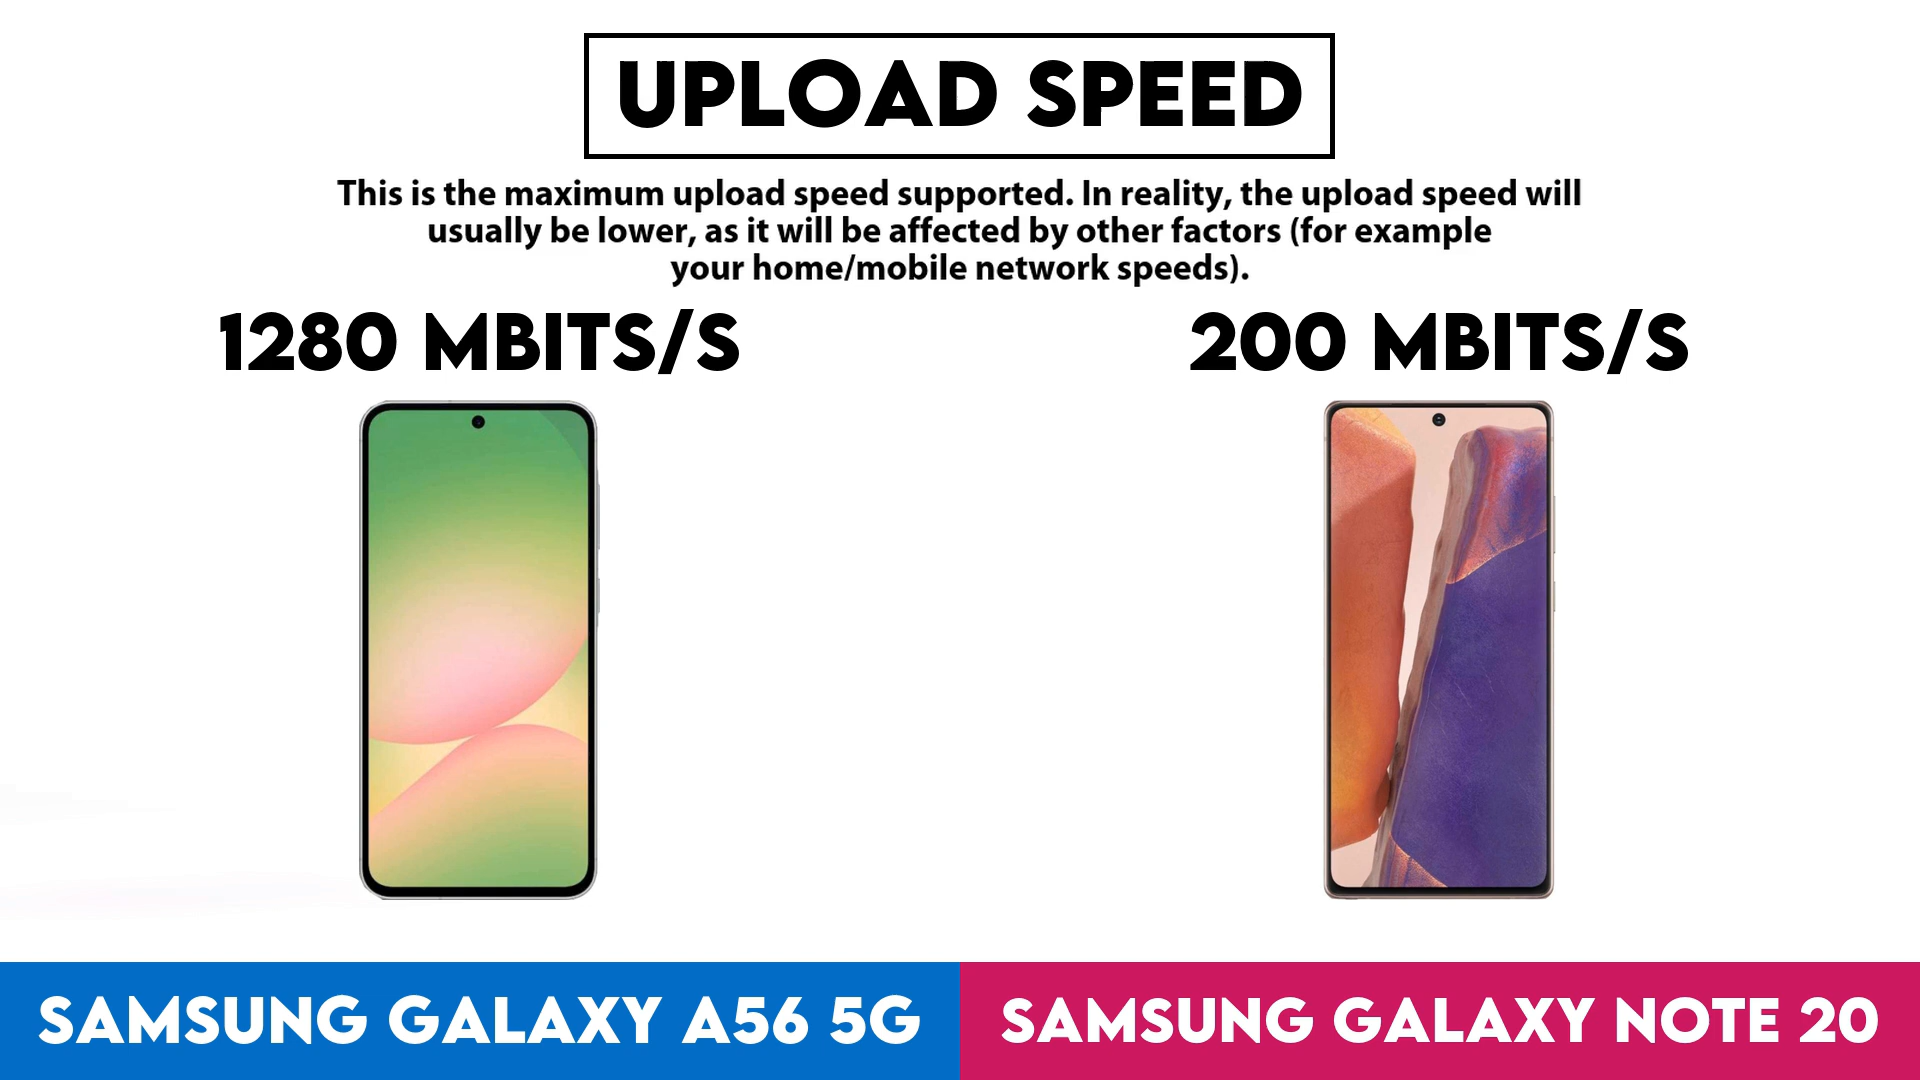 UPLOAD SPEED
This is the maximum upload speed supported. In reality, the upload speed will
usually be lower, as it will be affected by other factors (for example
your home/mobile network speeds).
1280 MBITS/S
200 MBITS/S
SAMSUNG GALAXY A56 5G
SAMSUNG GALAXY NOTE 20